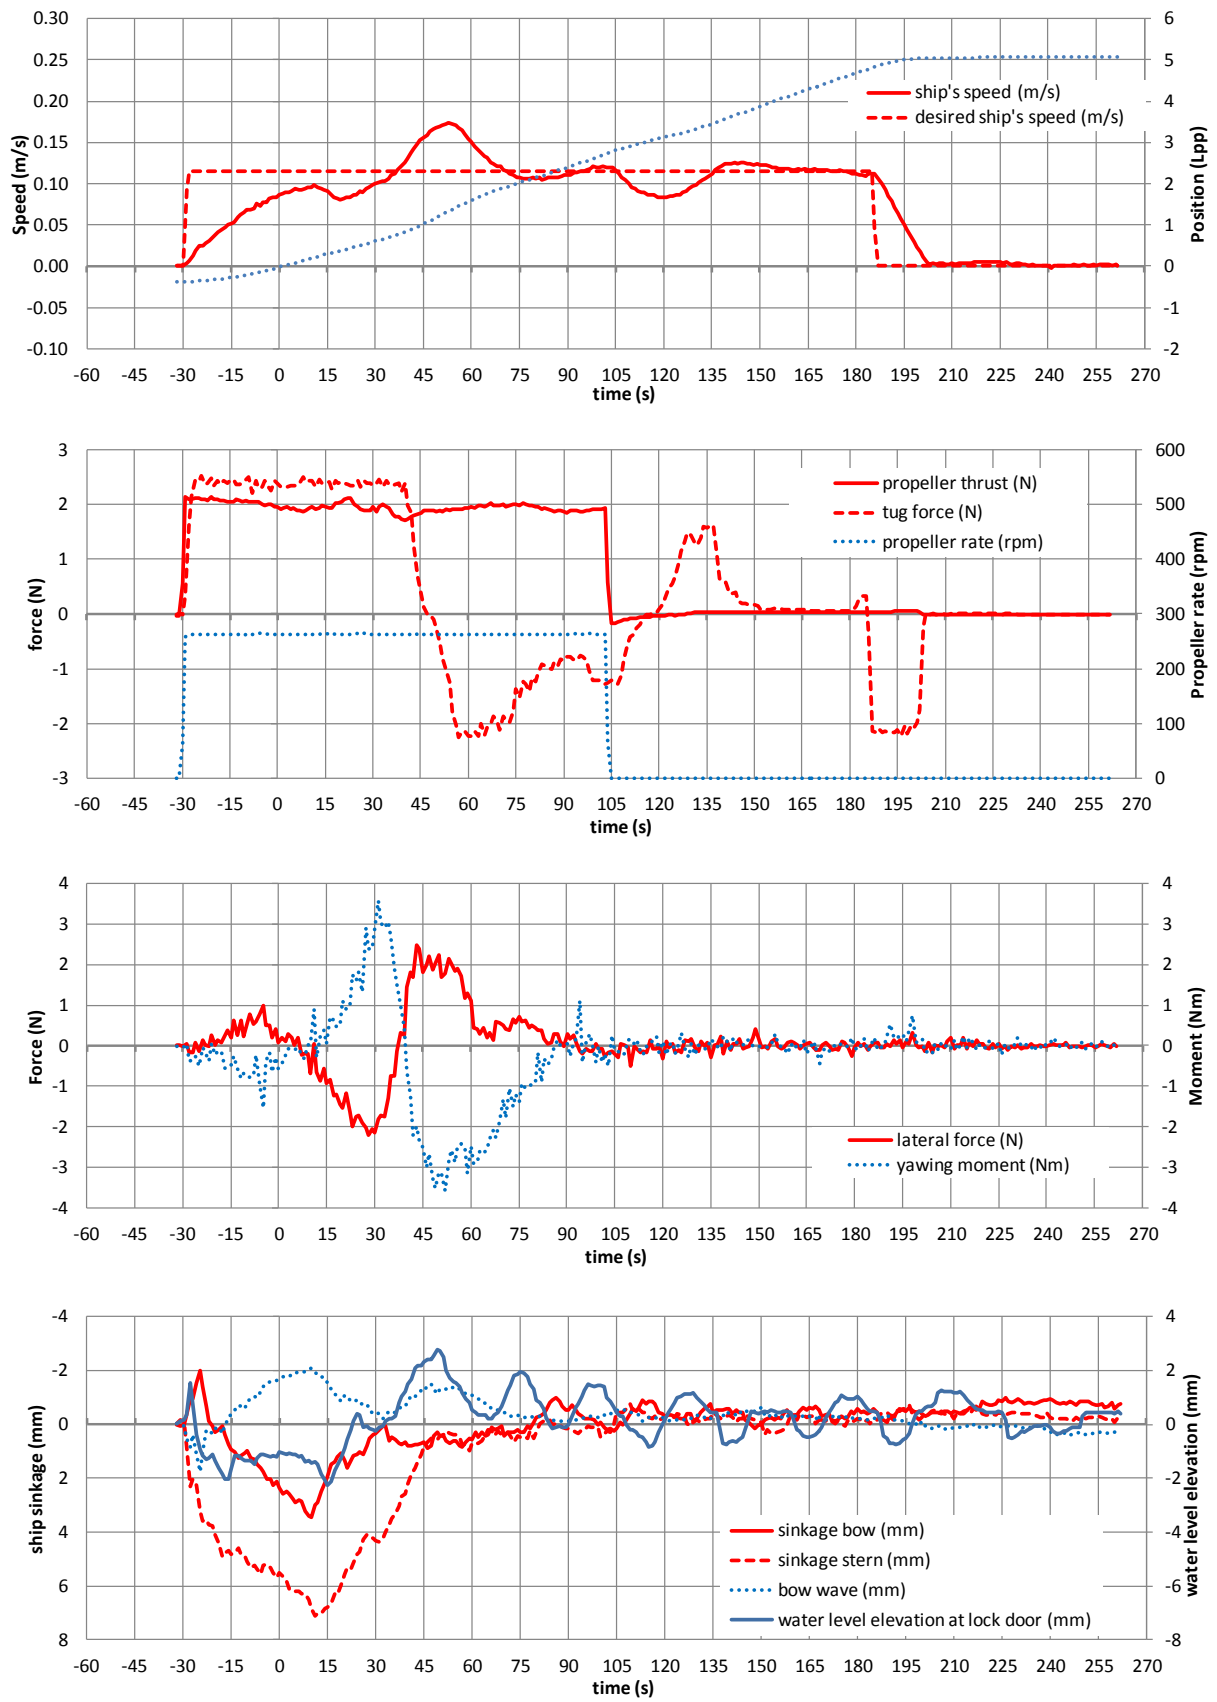 0.30
0.25
0.20
0.15
0.10
0.05
0.00
-0.05
-0.10
Speed (m/s)
6
5
4
3
2
1
0
-1
-2
Position (Lpp)
ship's speed (m/s)
desired ship's speed (m/s)
-60 -45 -30 -15 0 15 30 45 60 75 90 105 120 135 150 165 180 195 210 225 240 255 270
time (s)
3
2
1
0
-1
-2
-3
force (N)
600
500
400
300
200
100
0
Propeller rate (rpm)
propeller thrust (N)
tug force (N)
propeller rate (rpm)
-60 -45 -30 -15 0 15 30 45 60 75 90 105 120 135 150 165 180 195 210 225 240 255 270
time (s)
4
3
2
1
0
-1
-2
-3
-4
Force (N)
4
3
2
1
0
-1
-2
-3
-4
Moment (Nm)
lateral force (N)
yawing moment (Nm)
-60 -45 -30 -15 0 15 30 45 60 75 90 105 120 135 150 165 180 195 210 225 240 255 270
time (s)
-4
-2
0
2
4
6
8
ship sinkage (mm)
4
2
0
-2
-4
-6
-8
water level elevation (mm)
sinkage bow (mm)
sinkage stern (mm)
bow wave (mm)
water level elevation at lock door (mm)
-60 -45 -30 -15 0 15 30 45 60 75 90 105 120 135 150 165 180 195 210 225 240 255 270
time (s)